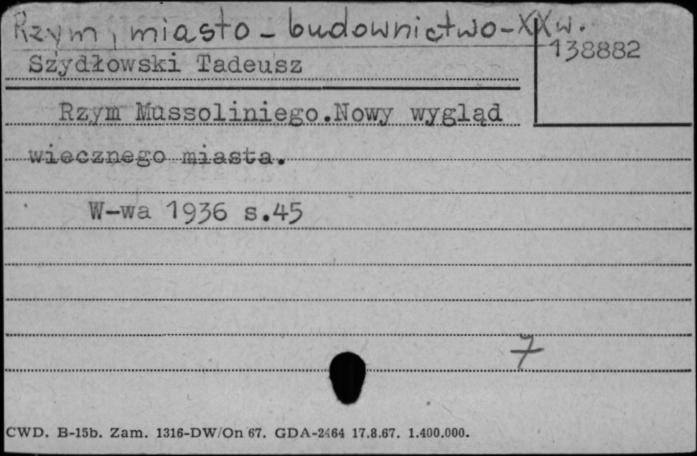 Rzym, miasto - budownictwo - XX w.
138882
Szydłowski Tadeusz
Rzym Mussoliniego.Nowy wygląd
wiecznego miasta.
W-wa 1936 s.45
7
CWD. B-15b. Zam. 1316-DW/On 67. GDA-2464 17.8.67. 1.400.000.